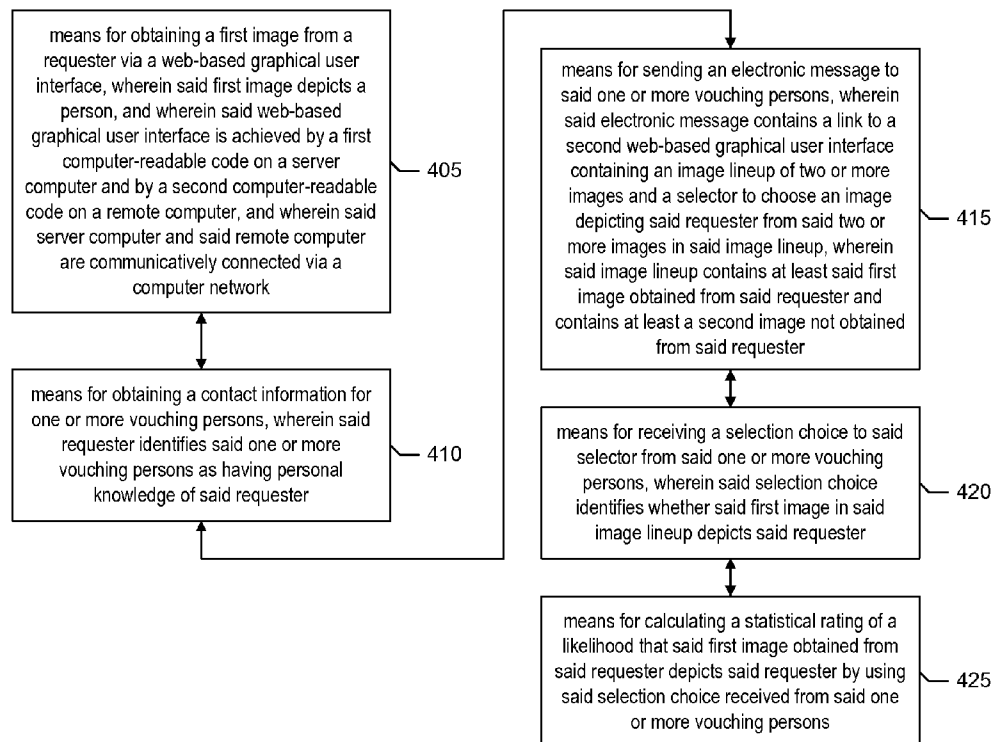 means for obtaining a first image from a
requester via a web-based graphical user
interface, wherein said first image depicts a
person, and wherein said web-based
graphical user interface is achieved by a first
computer-readable code on a server
computer and by a second computer-readable
code on a remote computer, and wherein said
server computer and said remote computer
are communicatively connected via a
computer network
405
means for obtaining a contact information for
one or more vouching persons, wherein said
requester identifies said one or more
vouching persons as having personal
knowledge of said requester
410
means for sending an electronic message to
said one or more vouching persons, wherein
said electronic message contains a link to a
second web-based graphical user interface
containing an image lineup of two or more
images and a selector to choose an image
depicting said requester from said two or
more images in said image lineup, wherein
said image lineup contains at least said first
image obtained from said requester and
contains at least a second image not obtained
from said requester
415
means for receiving a selection choice to said
selector from said one or more vouching
persons, wherein said selection choice
identifies whether said first image in said
image lineup depicts said requester
420
means for calculating a statistical rating of a
likelihood that said first image obtained from
said requester depicts said requester by using
said selection choice received from said one
or more vouching persons
425